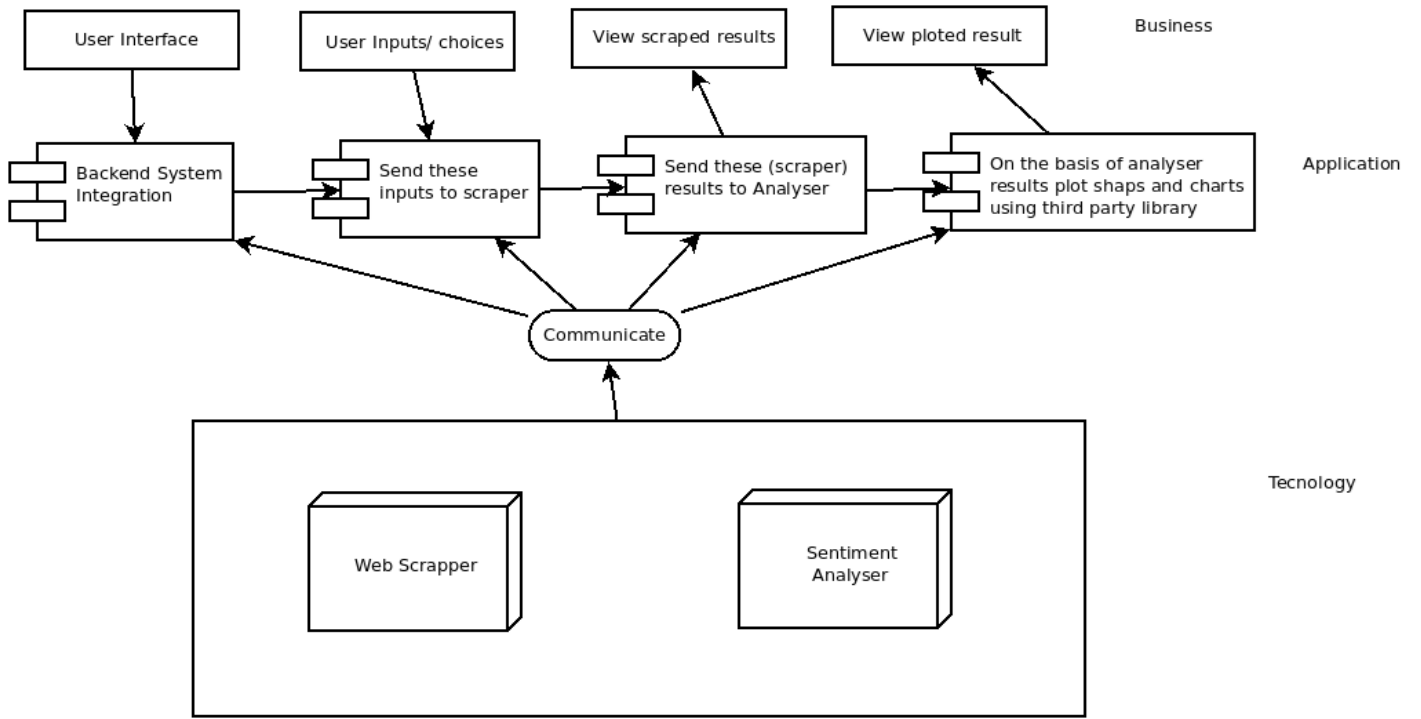 User Interface
User Inputs/ choices
View scraped results
View ploted result
Business
Backend System
Integration
Send these
inputs to scraper
Send these (scraper)
results to Analyser
On the basis of analyser
results plot shaps and charts
using third party library
Application
Communicate
Tecnology
Web Scrapper
Sentiment
Analyser